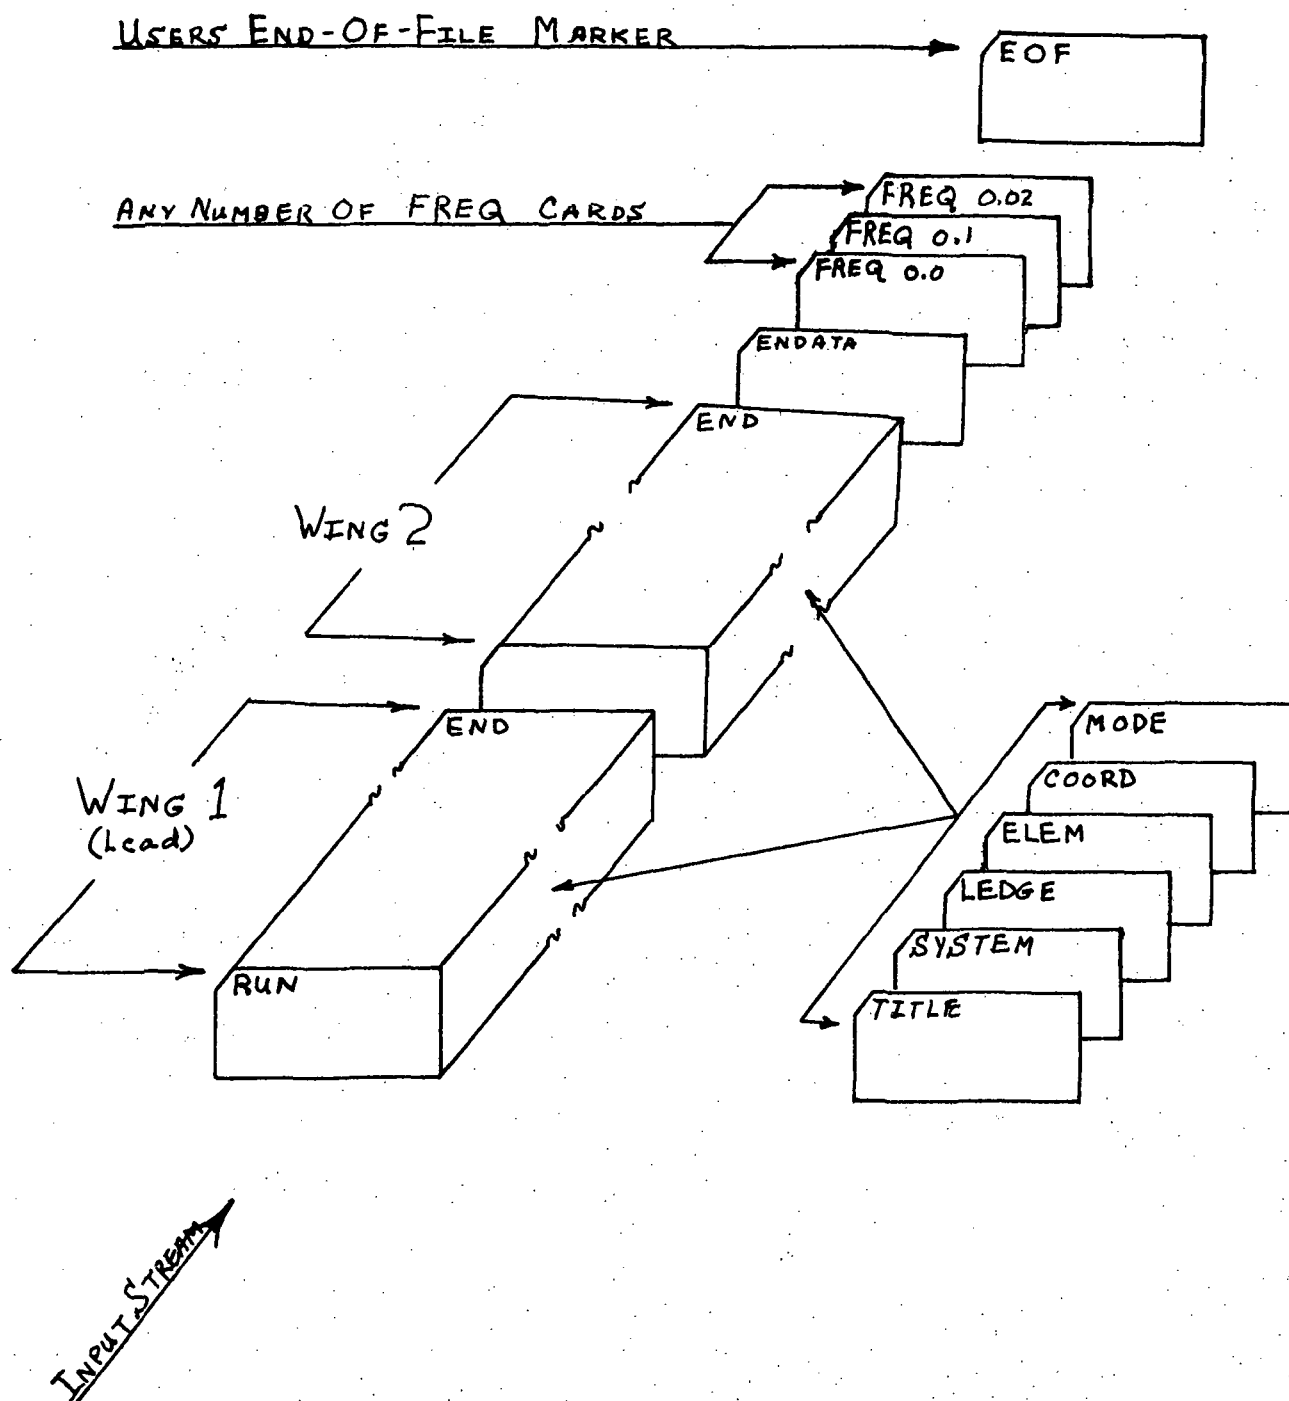 USERS END-OF-FILE MARKER
EOF
ANY NUMBER OF FREQ CARDS
FREQ 0.02
FREQ 0.1
FREQ 0.0
ENDATA
END
WING 2
END
WING 1
(Lead)
RUN
MODE
COORD
ELEM
LEDGE
SYSTEM
TITLE
INPUT STREAM